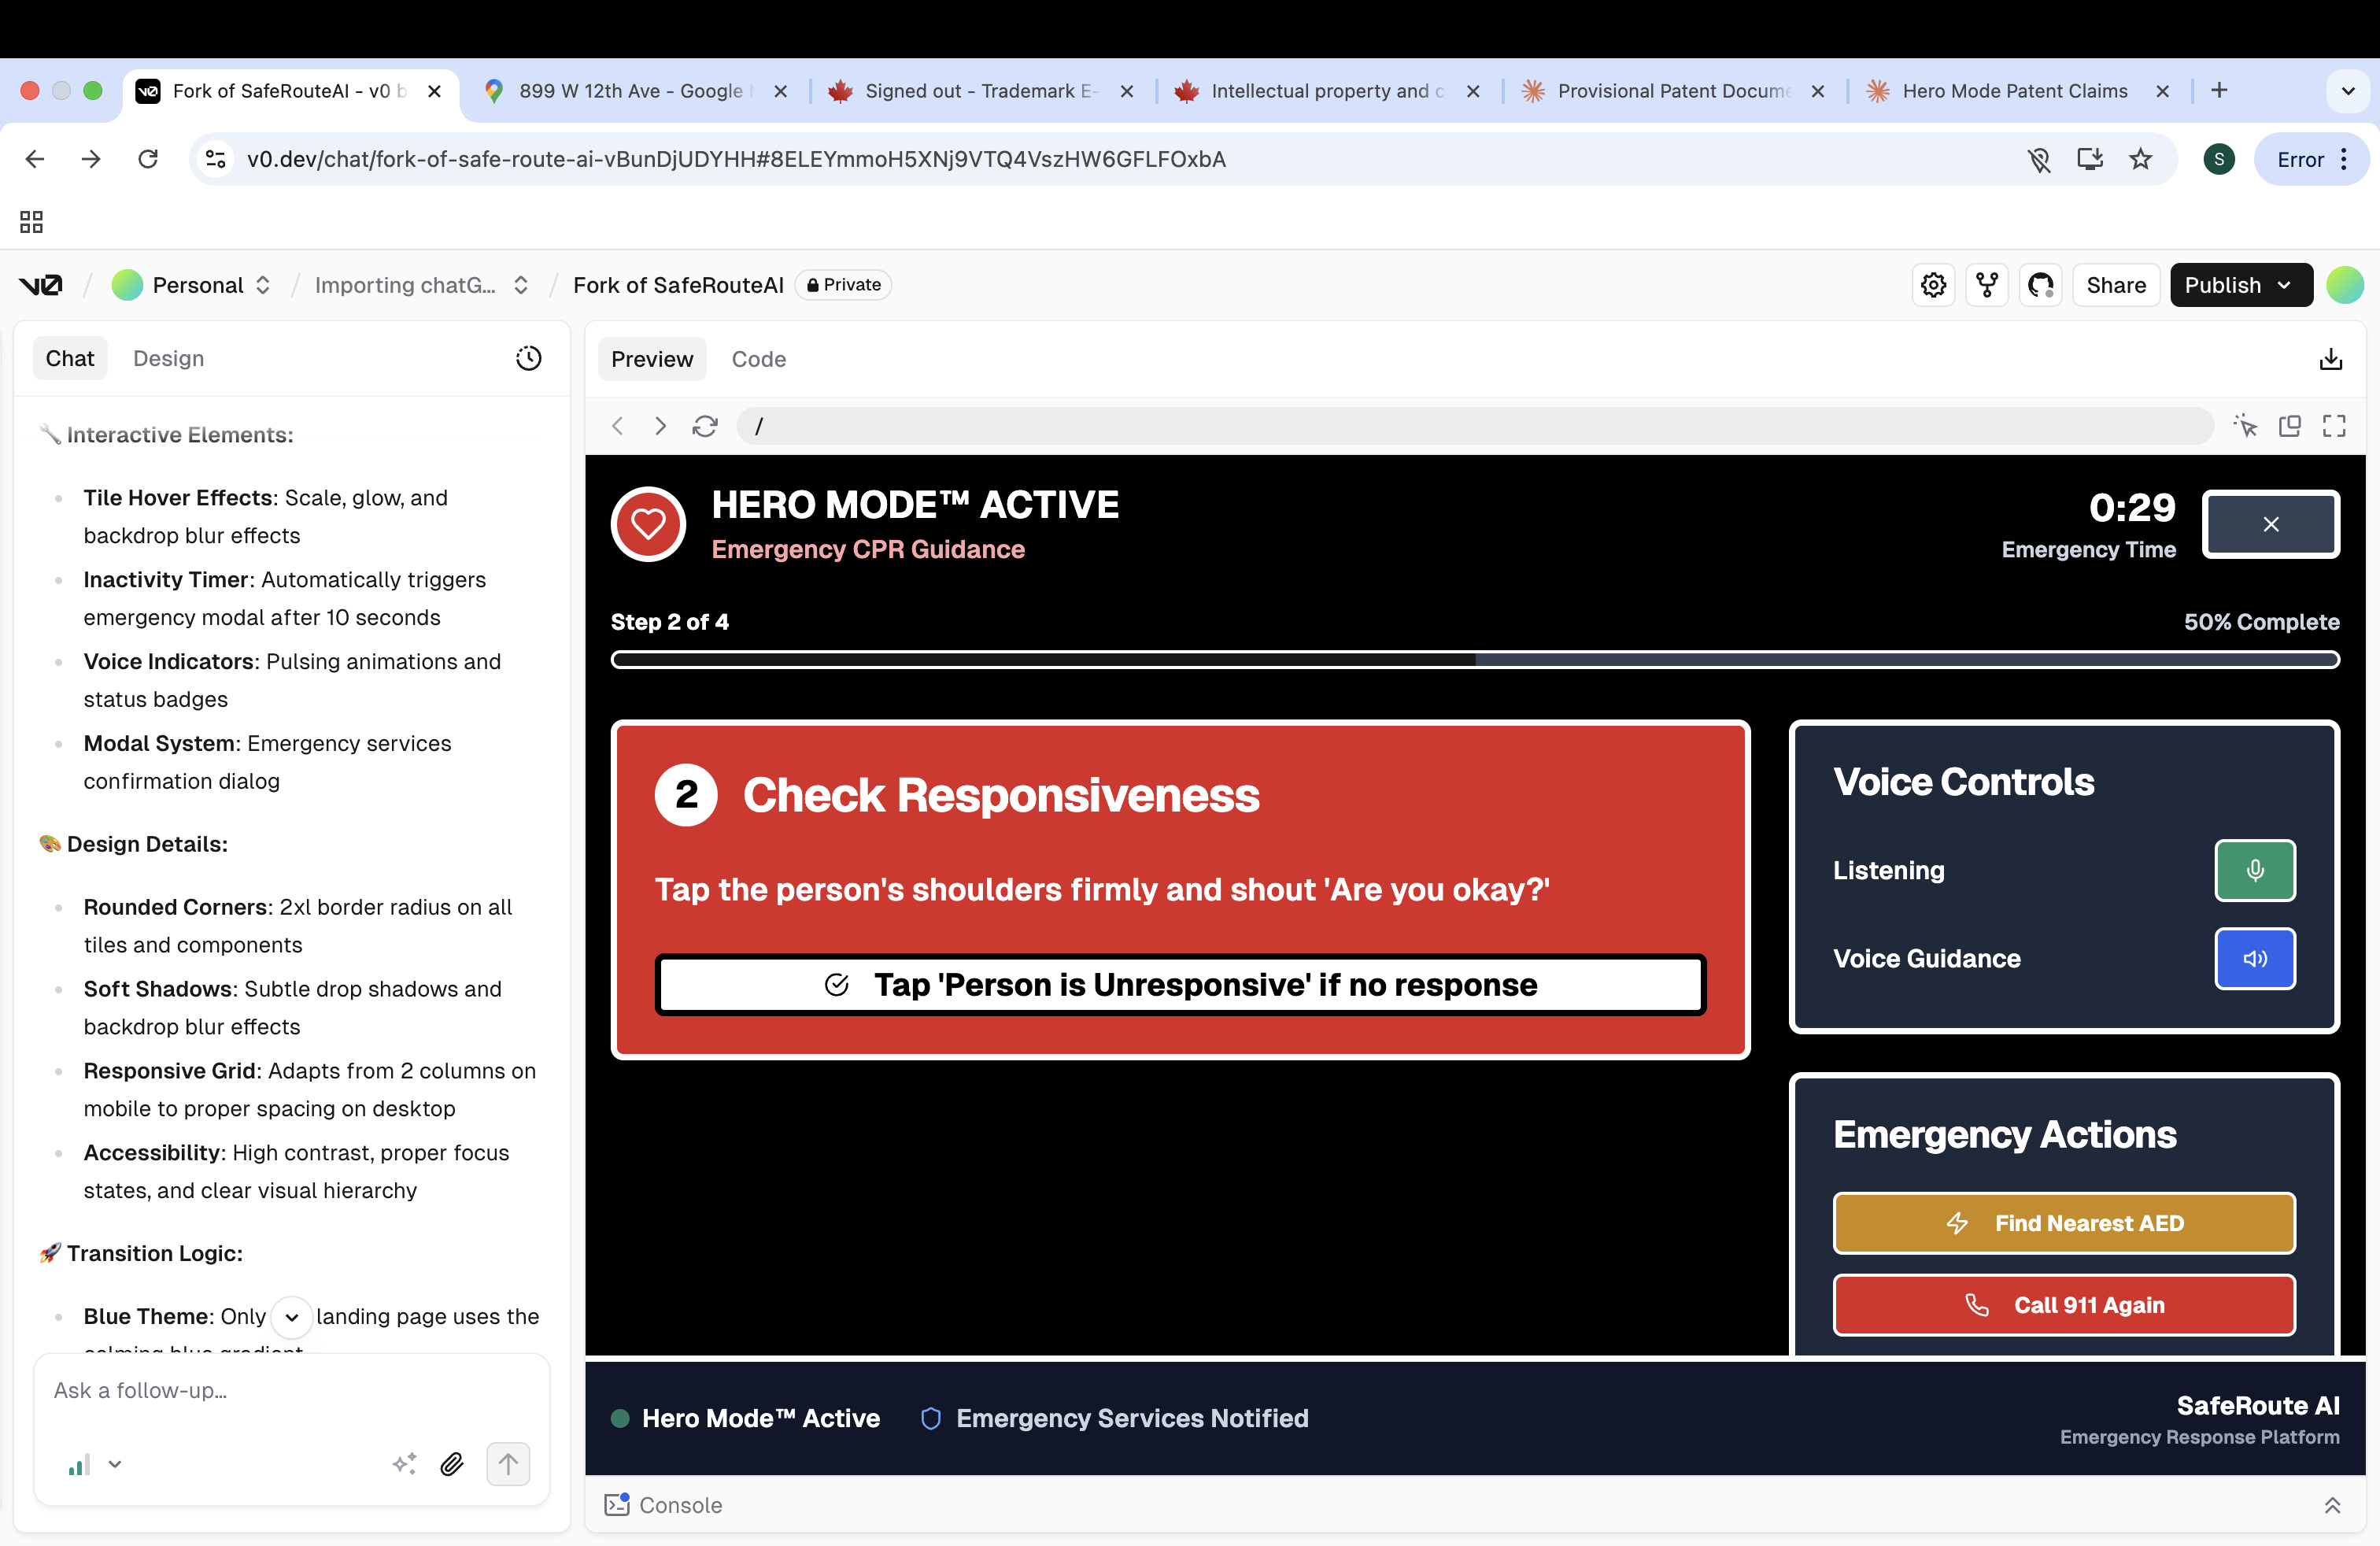 Fork of SafeRouteAI - v0 b
899 W 12th Ave - Google
Signed out - Trademark E-
Intellectual property and c
Provisional Patent Docume
Hero Mode Patent Claims
v0.dev/chat/fork-of-safe-route-ai-vBunDjUDYHH#8ELEYmmoH5XNj9VTQ4VszHW6GFLFOxbA
S
Error
v0 / Personal / Importing chatG... / Fork of SafeRouteAI Private
Share
Publish
Chat
Design
🔧 Interactive Elements:
Tile Hover Effects: Scale, glow, and
backdrop blur effects
Inactivity Timer: Automatically triggers
emergency modal after 10 seconds
Voice Indicators: Pulsing animations and
status badges
Modal System: Emergency services
confirmation dialog
🎨 Design Details:
Rounded Corners: 2xl border radius on all
tiles and components
Soft Shadows: Subtle drop shadows and
backdrop blur effects
Responsive Grid: Adapts from 2 columns on
mobile to proper spacing on desktop
Accessibility: High contrast, proper focus
states, and clear visual hierarchy
🚀 Transition Logic:
Blue Theme: Only landing page uses the
calming blue gradient
Ask a follow-up...
Preview
Code
/
HERO MODE™ ACTIVE
Emergency CPR Guidance
0:29
Emergency Time
Step 2 of 4
50% Complete
2 Check Responsiveness
Tap the person's shoulders firmly and shout 'Are you okay?'
Tap 'Person is Unresponsive' if no response
Voice Controls
Listening
Voice Guidance
Emergency Actions
Find Nearest AED
Call 911 Again
Hero Mode™ Active
Emergency Services Notified
SafeRoute AI
Emergency Response Platform
Console